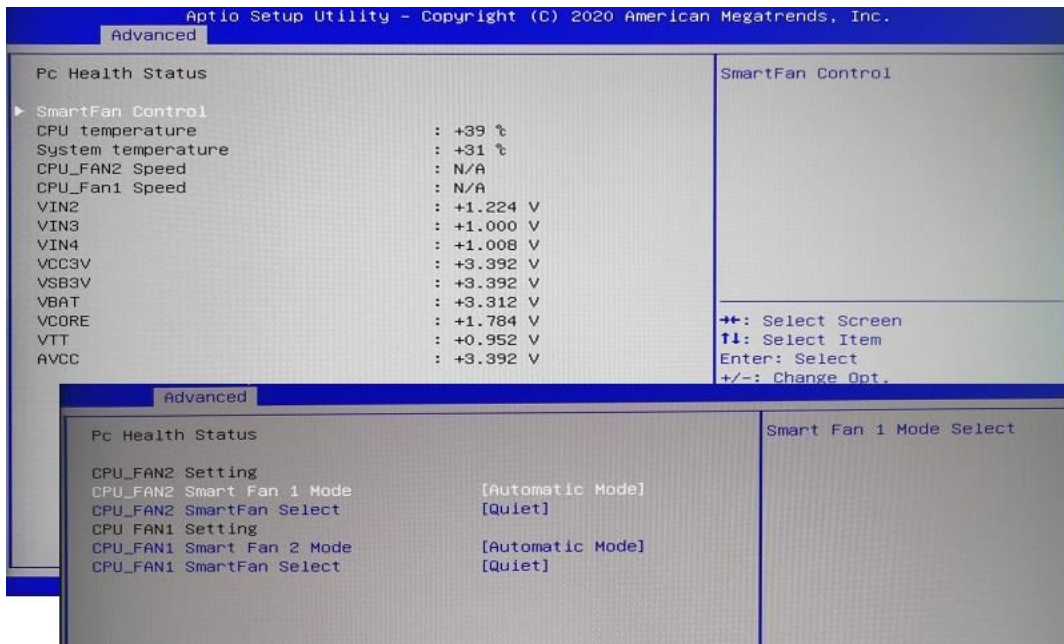 Aptio Setup Utility - Copyright (C) 2020 American Megatrends, Inc.
Advanced
Pc Health Status
SmartFan Control
▶ SmartFan Control
CPU temperature : +39 ℃
System temperature : +31 ℃
CPU_FAN2 Speed : N/A
CPU_Fan1 Speed : N/A
VIN2 : +1.224 V
VIN3 : +1.000 V
VIN4 : +1.008 V
VCC3V : +3.392 V
VSB3V : +3.392 V
VBAT : +3.312 V
VCORE : +1.784 V
VTT : +0.952 V
AVCC : +3.392 V
→←: Select Screen
↑↓: Select Item
Enter: Select
+/-: Change Opt.
Advanced
Pc Health Status
Smart Fan 1 Mode Select
CPU_FAN2 Setting
CPU_FAN2 Smart Fan 1 Mode [Automatic Mode]
CPU_FAN2 SmartFan Select [Quiet]
CPU FAN1 Setting
CPU_FAN1 Smart Fan 2 Mode [Automatic Mode]
CPU_FAN1 SmartFan Select [Quiet]